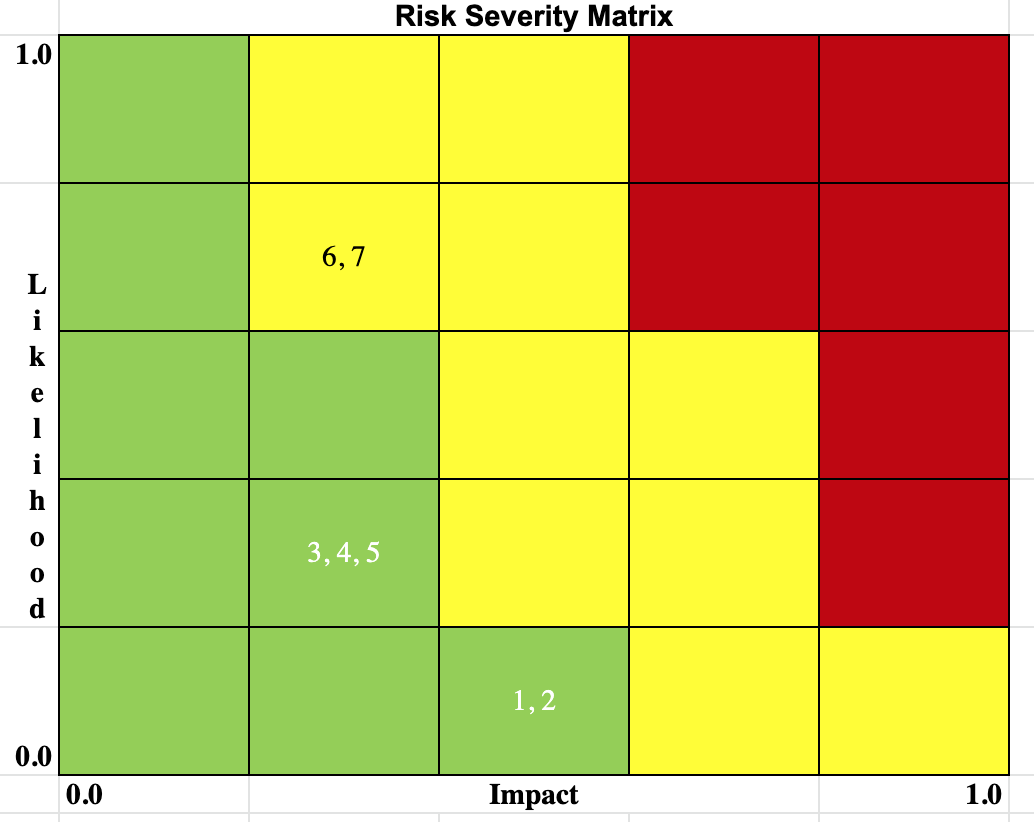 Risk Severity Matrix
1.0
6, 7
Likelihood
3, 4, 5
1, 2
0.0
0.0 Impact 1.0